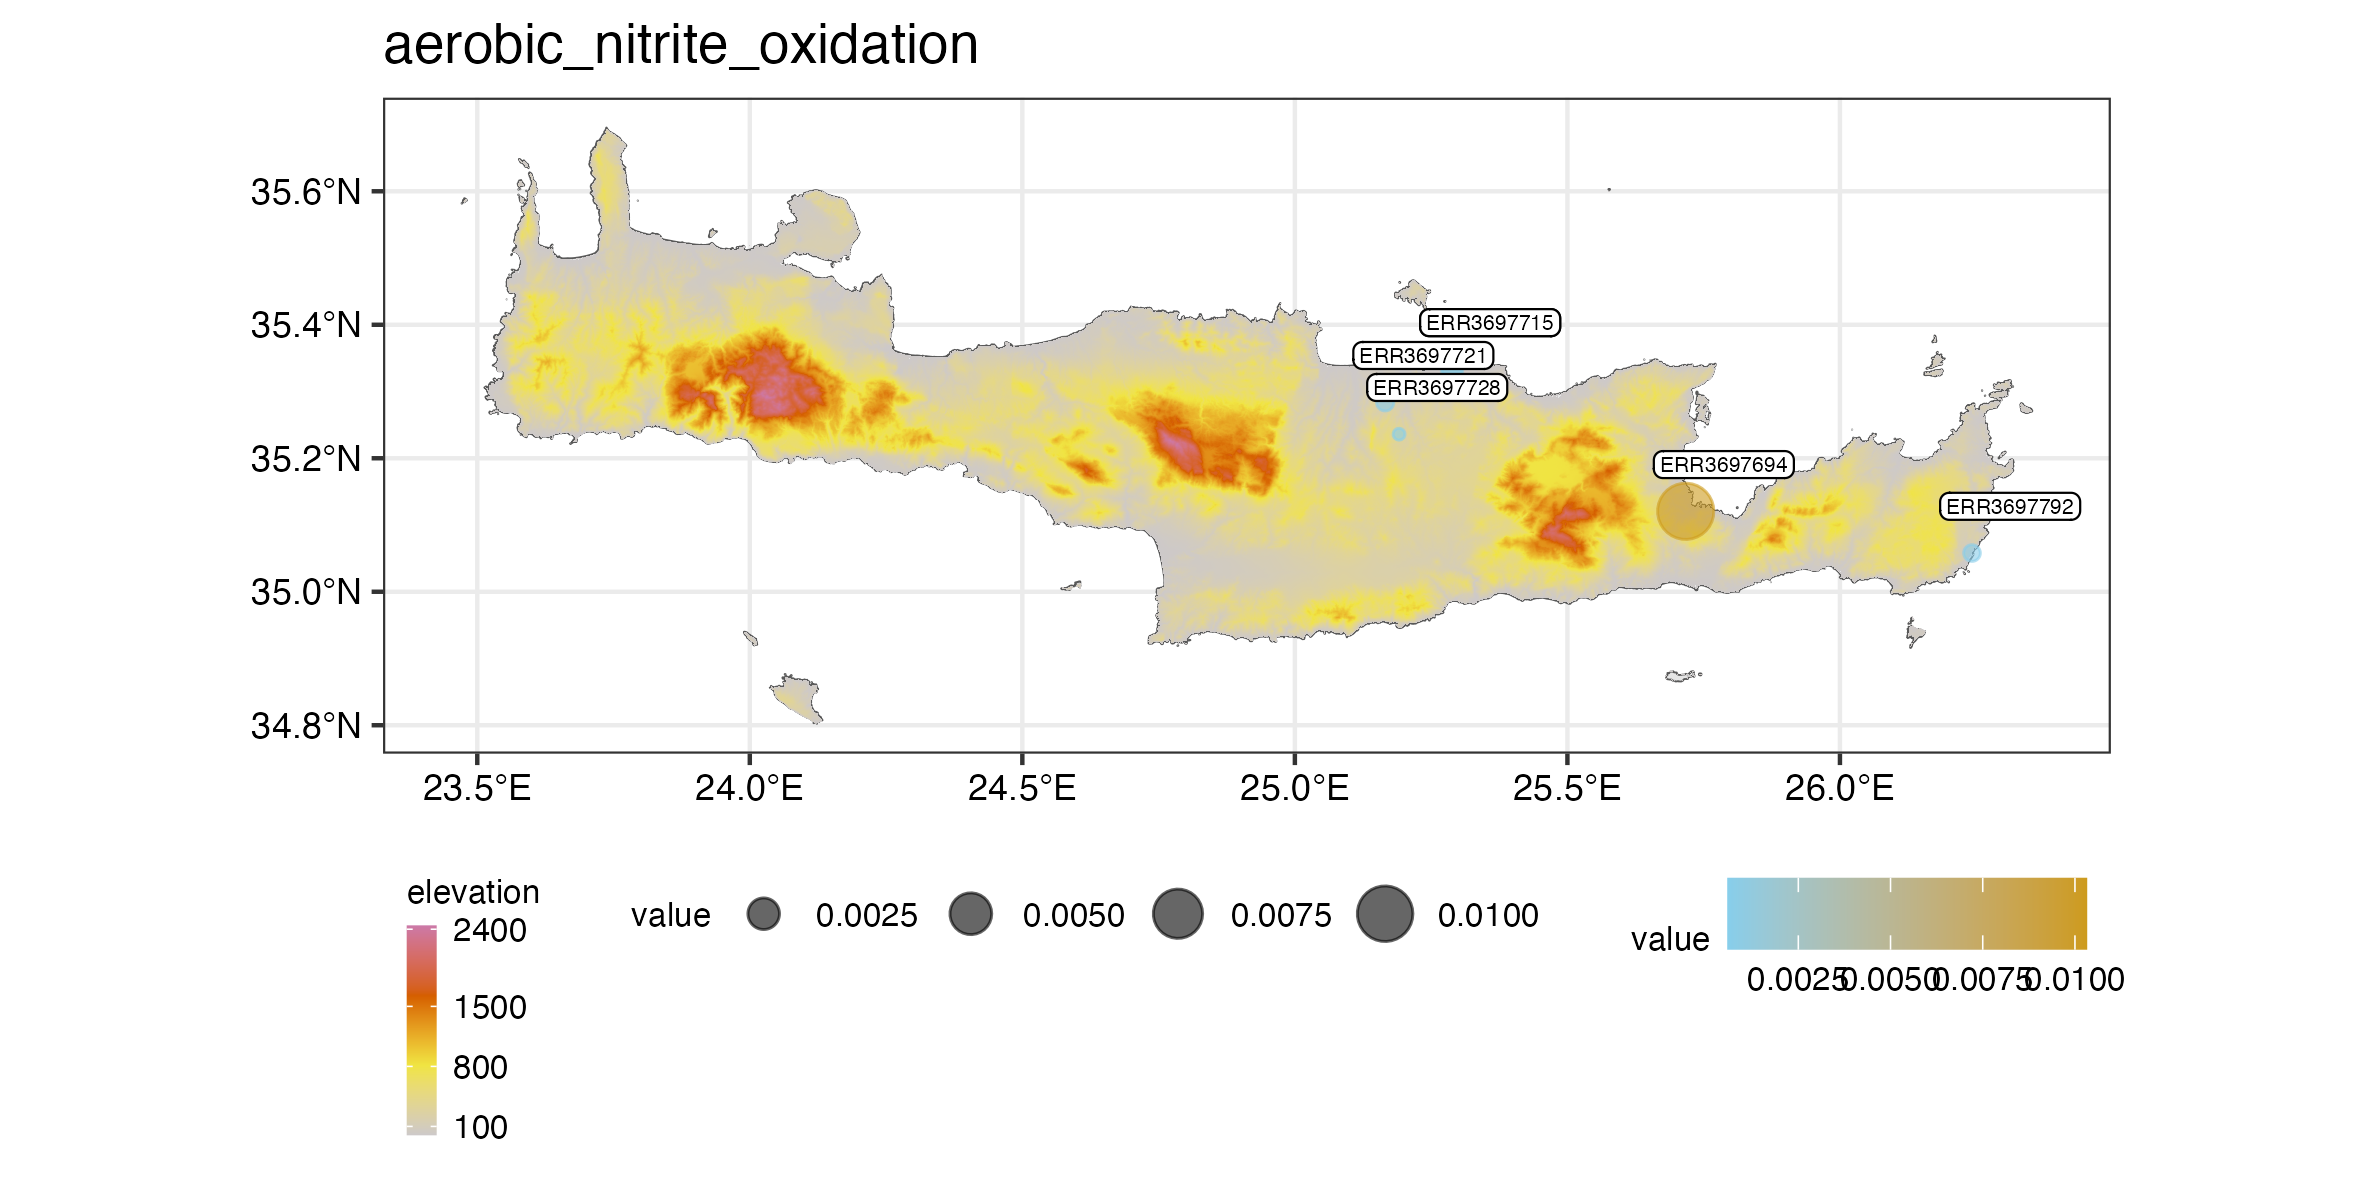 aerobic_nitrite_oxidation
35.6°N
35.4°N
35.2°N
35.0°N
34.8°N
ERR3697715
ERR3697721
ERR3697728
ERR3697694
ERR3697792
23.5°E 24.0°E 24.5°E 25.0°E 25.5°E 26.0°E
elevation
2400
1500
800
100
value 0.0025 0.0050 0.0075 0.0100
value
0.0025 0.0050 0.0075 0.0100